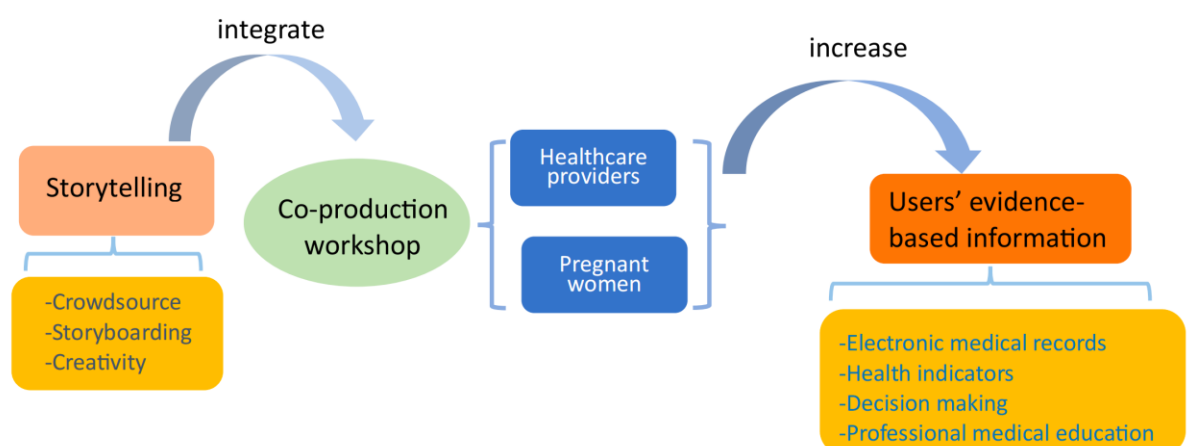 integrate
increase
Storytelling
Co-production
workshop
Healthcare
providers
Pregnant
women
Users' evidence-
based information
-Crowdsource
-Storyboarding
-Creativity
-Electronic medical records
-Health indicators
-Decision making
-Professional medical education